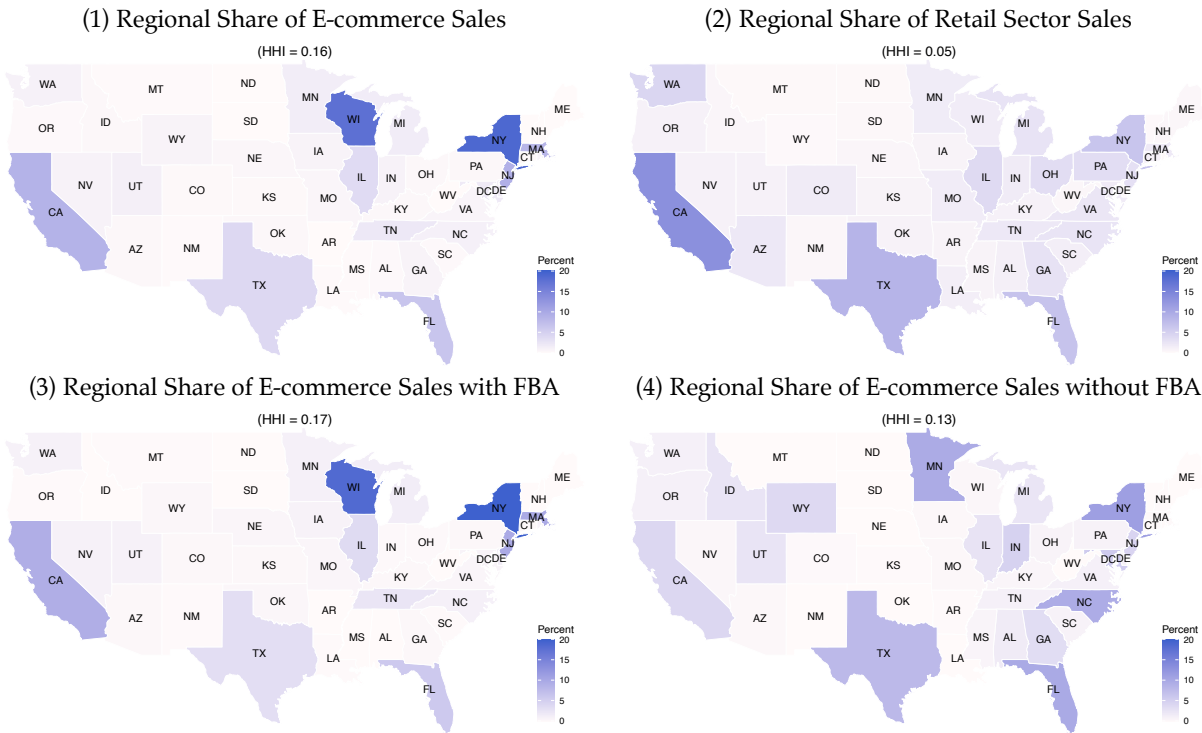 (1) Regional Share of E-commerce Sales
(HHI = 0.16)
WA
MT
ND
MN
ME
OR
ID
SD
WI
MI
NY
NH
MA
CT
WY
IA
NE
PA
NJ
NV
UT
CO
IL
IN
OH
DC DE
CA
KS
MO
WV
VA
KY
TN
NC
AZ
NM
OK
AR
SC
MS
AL
GA
TX
LA
FL
Percent
20
15
10
5
0
(2) Regional Share of Retail Sector Sales
(HHI = 0.05)
WA
MT
ND
MN
ME
OR
ID
SD
WI
MI
NY
NH
MA
CT
WY
IA
NE
PA
NJ
NV
UT
CO
IL
IN
OH
DC DE
CA
KS
MO
WV
VA
KY
TN
NC
AZ
NM
OK
AR
SC
MS
AL
GA
TX
LA
FL
Percent
20
15
10
5
0
(3) Regional Share of E-commerce Sales with FBA
(HHI = 0.17)
WA
MT
ND
MN
ME
OR
ID
SD
WI
MI
NY
NH
MA
CT
WY
IA
NE
PA
NJ
NV
UT
CO
IL
IN
OH
DC DE
CA
KS
MO
WV
VA
KY
TN
NC
AZ
NM
OK
AR
SC
MS
AL
GA
TX
LA
FL
Percent
20
15
10
5
0
(4) Regional Share of E-commerce Sales without FBA
(HHI = 0.13)
WA
MT
ND
MN
ME
OR
ID
SD
WI
MI
NY
NH
MA
CT
WY
IA
NE
PA
NJ
NV
UT
CO
IL
IN
OH
DC DE
CA
KS
MO
WV
VA
KY
TN
NC
AZ
NM
OK
AR
SC
MS
AL
GA
TX
LA
FL
Percent
20
15
10
5
0